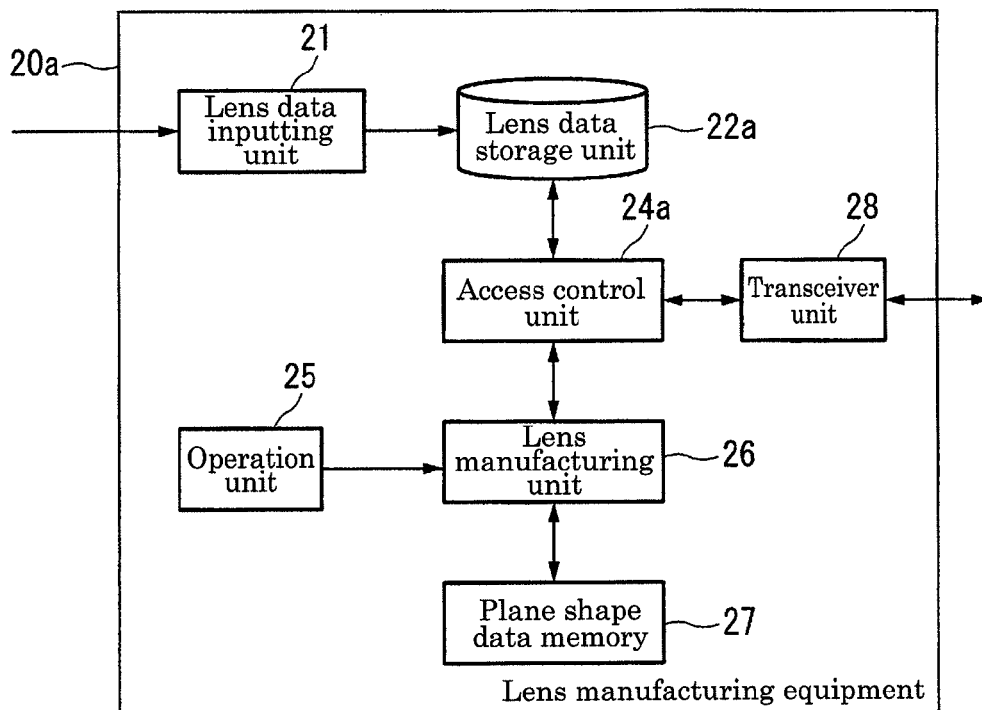 20a
21
Lens data
inputting
unit
Lens data
storage unit
22a
24a
Access control
unit
28
Transceiver
unit
25
Operation
unit
Lens
manufacturing
unit
26
Plane shape
data memory
27
Lens manufacturing equipment